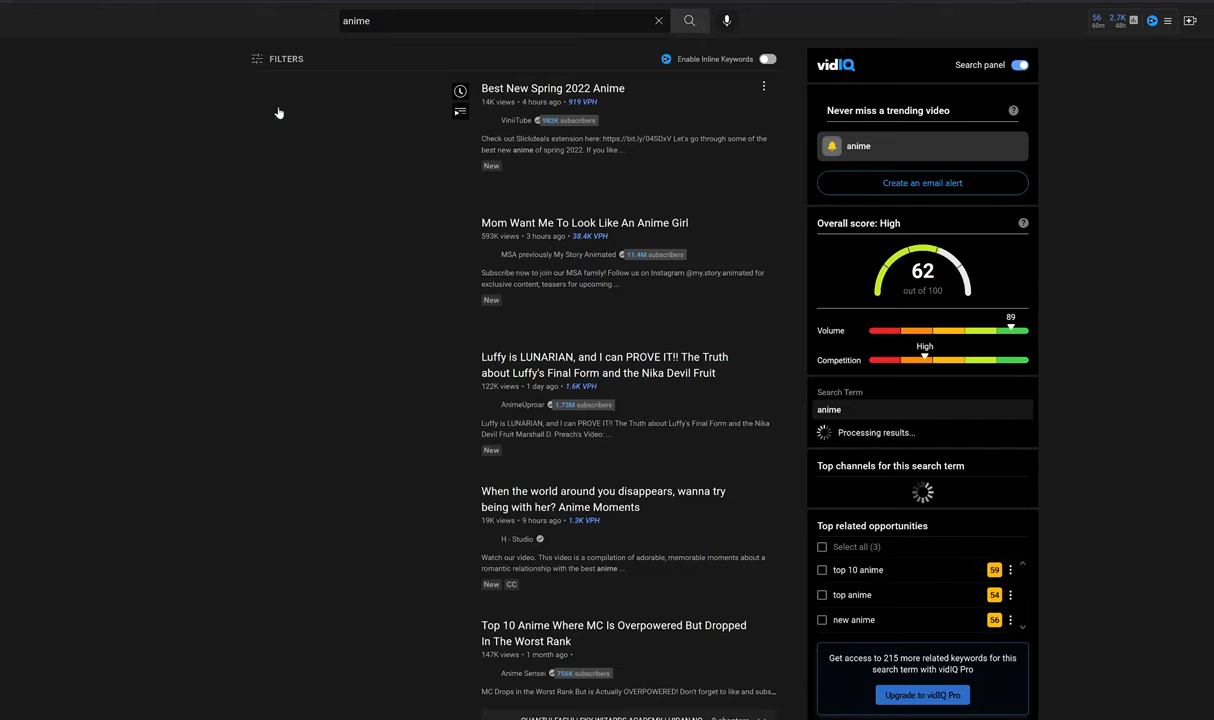 anime
56
60m
2.7K
48h
FILTERS
Enable Inline Keywords
Best New Spring 2022 Anime
14K views • 4 hours ago • 919 VPH
ViniiTube 982K subscribers
Check out Slickdeals extension here: https://bit.ly/04SDxV Let's go through some of the
best new anime of spring 2022. If you like ...
New
Mom Want Me To Look Like An Anime Girl
593K views • 3 hours ago • 38.4K VPH
MSA previously My Story Animated 11.4M subscribers
Subscribe now to join our MSA family! Follow us on Instagram @my.story.animated for
exclusive content, teasers for upcoming ...
New
Luffy is LUNARIAN, and I can PROVE IT!! The Truth
about Luffy's Final Form and the Nika Devil Fruit
122K views • 1 day ago • 1.6K VPH
AnimeUproar 1.73M subscribers
Luffy is LUNARIAN, and I can PROVE IT!! The Truth about Luffy's Final Form and the Nika
Devil Fruit Marshall D. Preach's Video: ...
New
When the world around you disappears, wanna try
being with her? Anime Moments
19K views • 9 hours ago • 1.3K VPH
H - Studio
Watch our video. This video is a compilation of adorable, memorable moments about a
romantic relationship with the best anime ...
New CC
Top 10 Anime Where MC Is Overpowered But Dropped
In The Worst Rank
147K views • 1 month ago •
Anime Sensei 756K subscribers
MC Drops in the Worst Rank But is Actually OVERPOWERED! Don't forget to like and subs...
vidIQ
Search panel
Never miss a trending video
?
anime
Create an email alert
Overall score: High
?
62
out of 100
89
Volume
High
Competition
Search Term
anime
Processing results...
Top channels for this search term
Top related opportunities
Select all (3)
top 10 anime 59
top anime 54
new anime 56
Get access to 215 more related keywords for this
search term with vidIQ Pro
Upgrade to vidIQ Pro